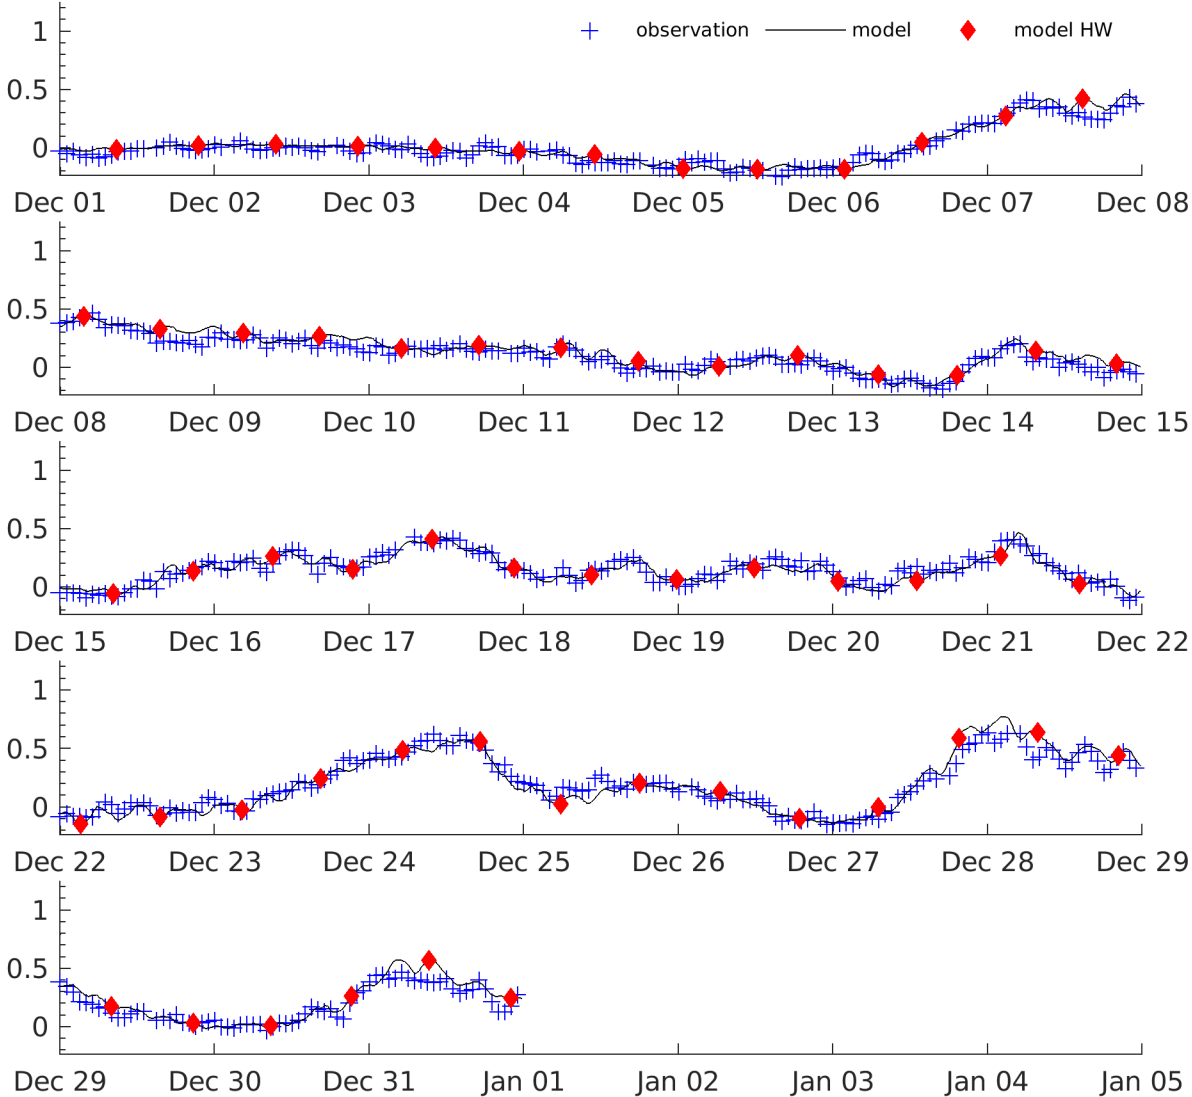 observation model model HW
1
0.5
0
Dec 01 Dec 02 Dec 03 Dec 04 Dec 05 Dec 06 Dec 07 Dec 08
1
0.5
0
Dec 08 Dec 09 Dec 10 Dec 11 Dec 12 Dec 13 Dec 14 Dec 15
1
0.5
0
Dec 15 Dec 16 Dec 17 Dec 18 Dec 19 Dec 20 Dec 21 Dec 22
1
0.5
0
Dec 22 Dec 23 Dec 24 Dec 25 Dec 26 Dec 27 Dec 28 Dec 29
1
0.5
0
Dec 29 Dec 30 Dec 31 Jan 01 Jan 02 Jan 03 Jan 04 Jan 05